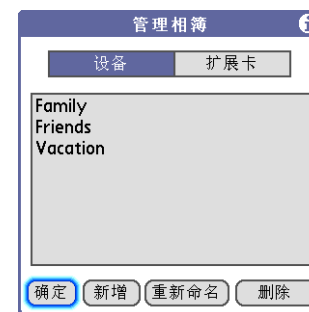 管理相簿
设备 扩展卡
Family
Friends
Vacation
确定 新增 重新命名 删除